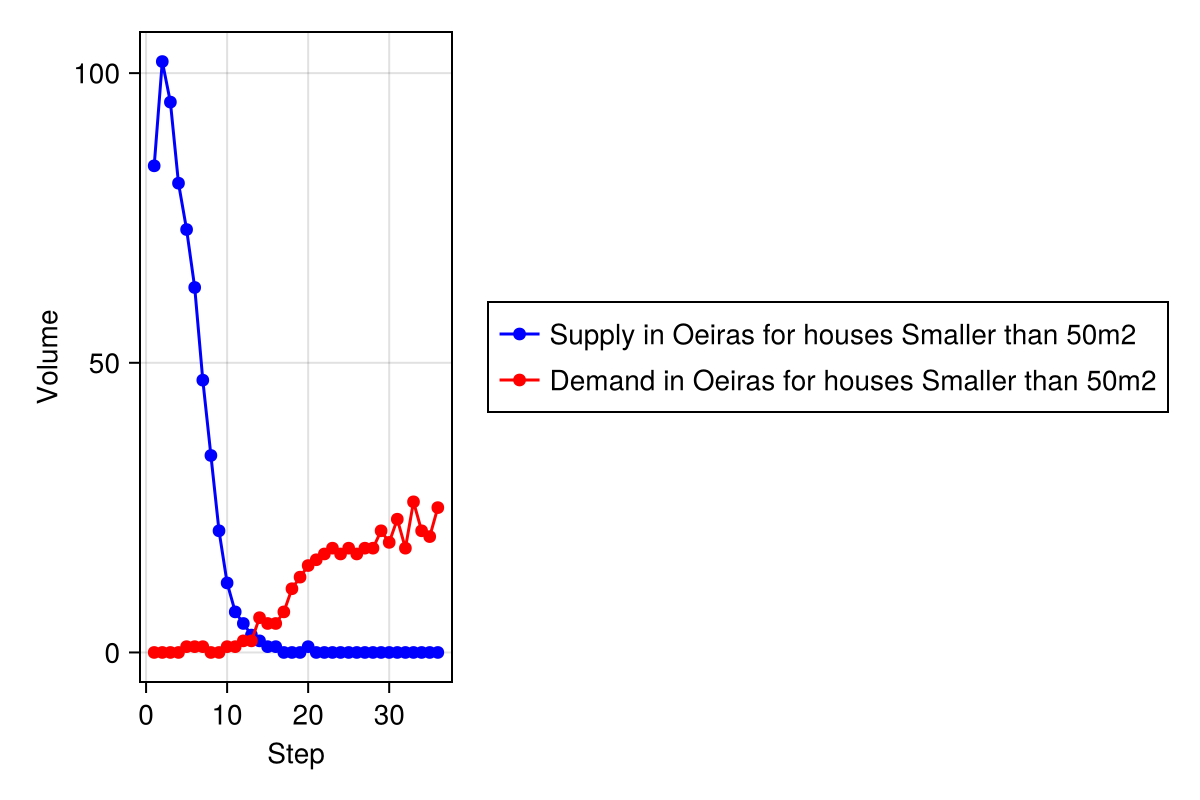 100
50
0
Volume
0 10 20 30
Step
Supply in Oeiras for houses Smaller than 50m2
Demand in Oeiras for houses Smaller than 50m2